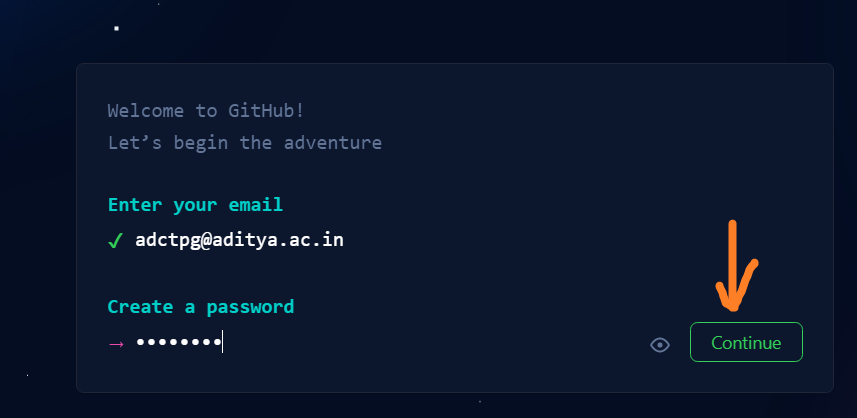 Welcome to GitHub!
Let’s begin the adventure
Enter your email
✓ adctpg@aditya.ac.in
Create a password
→ ••••••••
Continue